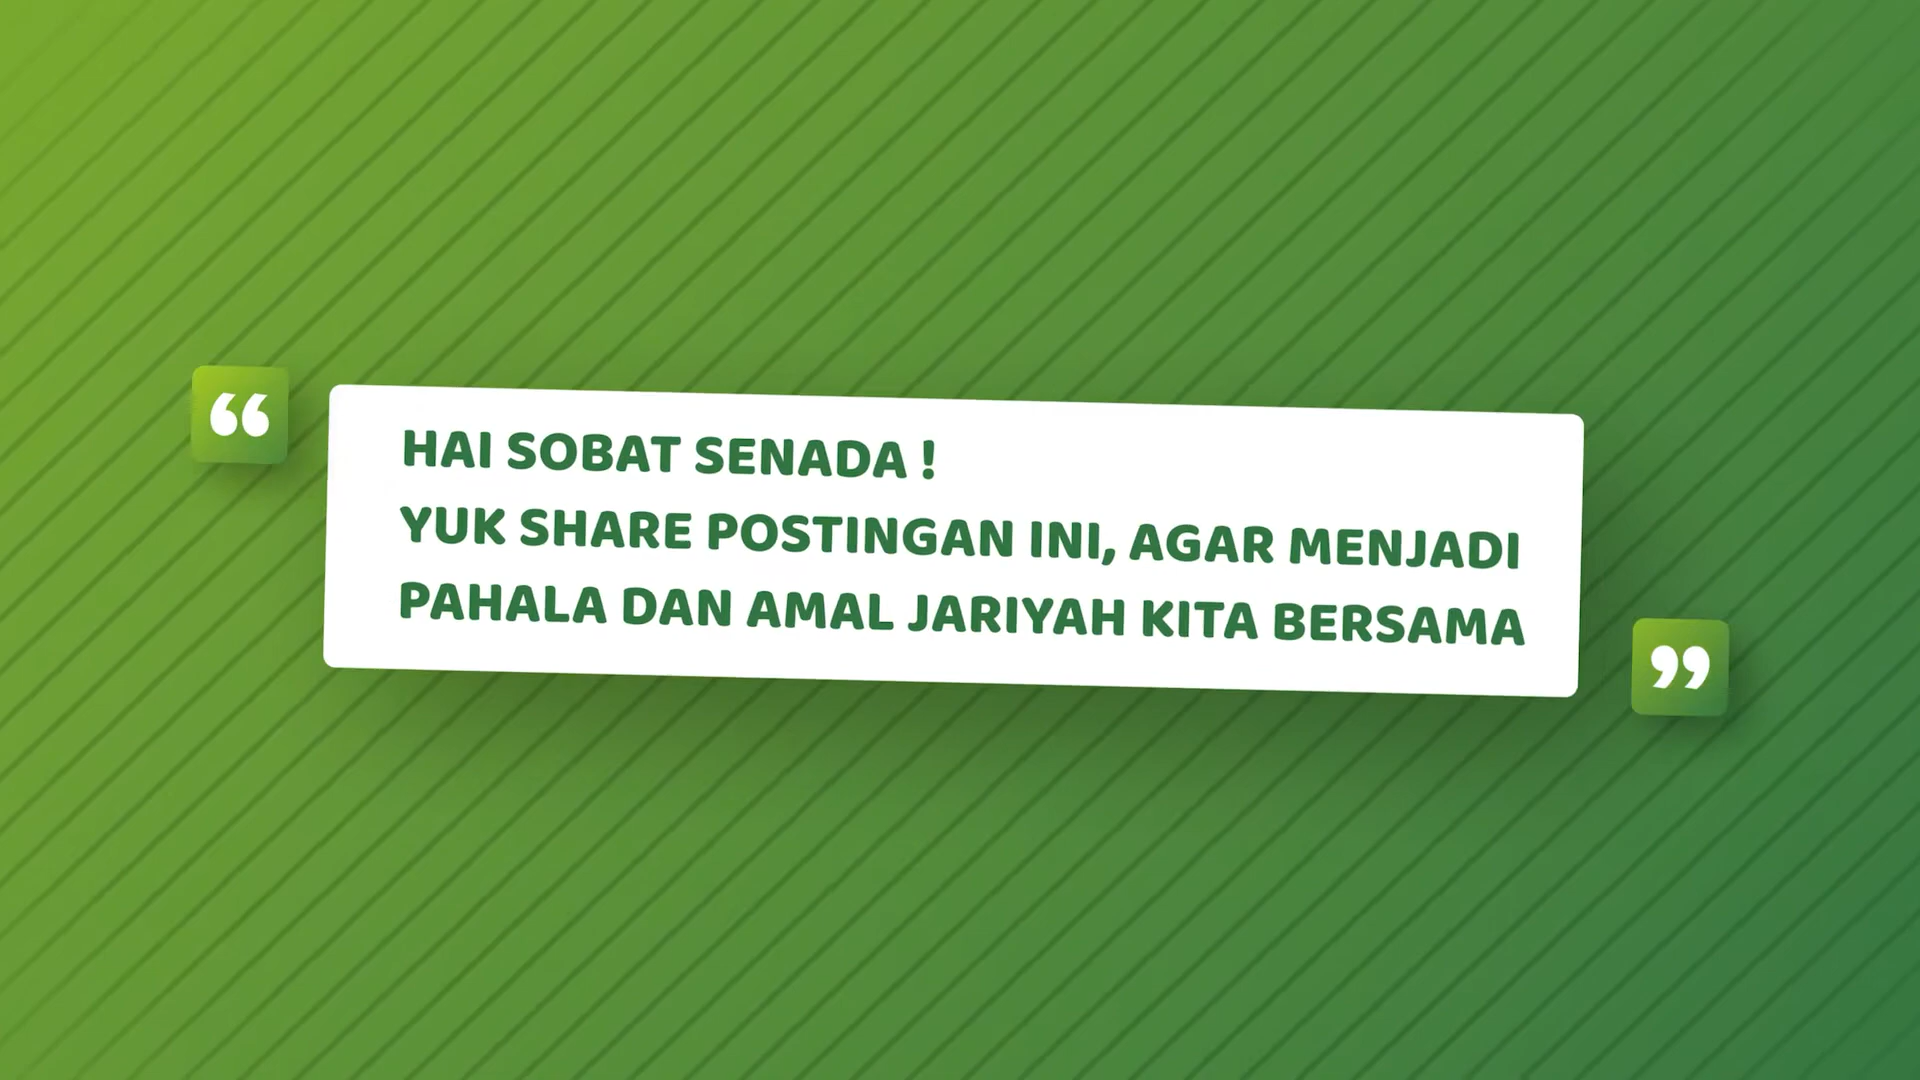 HAI SOBAT SENADA !
YUK SHARE POSTINGAN INI, AGAR MENJADI
PAHALA DAN AMAL JARIYAH KITA BERSAMA